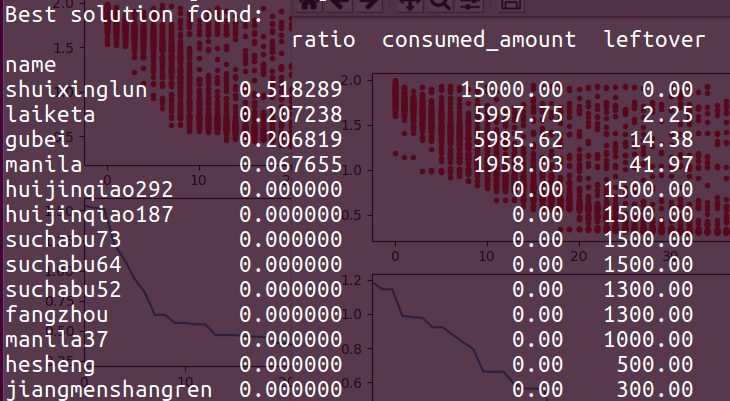 Best solution found:
ratio consumed_amount leftover
name
shuixinglun 0.518289 15000.00 0.00
laiketa 0.207238 5997.75 2.25
gubei 0.206819 5985.62 14.38
manila 0.067655 1958.03 41.97
huijinqiao292 0.000000 0.00 1500.00
huijinqiao187 0.000000 0.00 1500.00
suchabu73 0.000000 0.00 1500.00
suchabu64 0.000000 0.00 1500.00
suchabu52 0.000000 0.00 1300.00
fangzhou 0.000000 0.00 1300.00
manila37 0.000000 0.00 1000.00
hesheng 0.000000 0.00 500.00
jiangmenshangren 0.000000 0.00 300.00